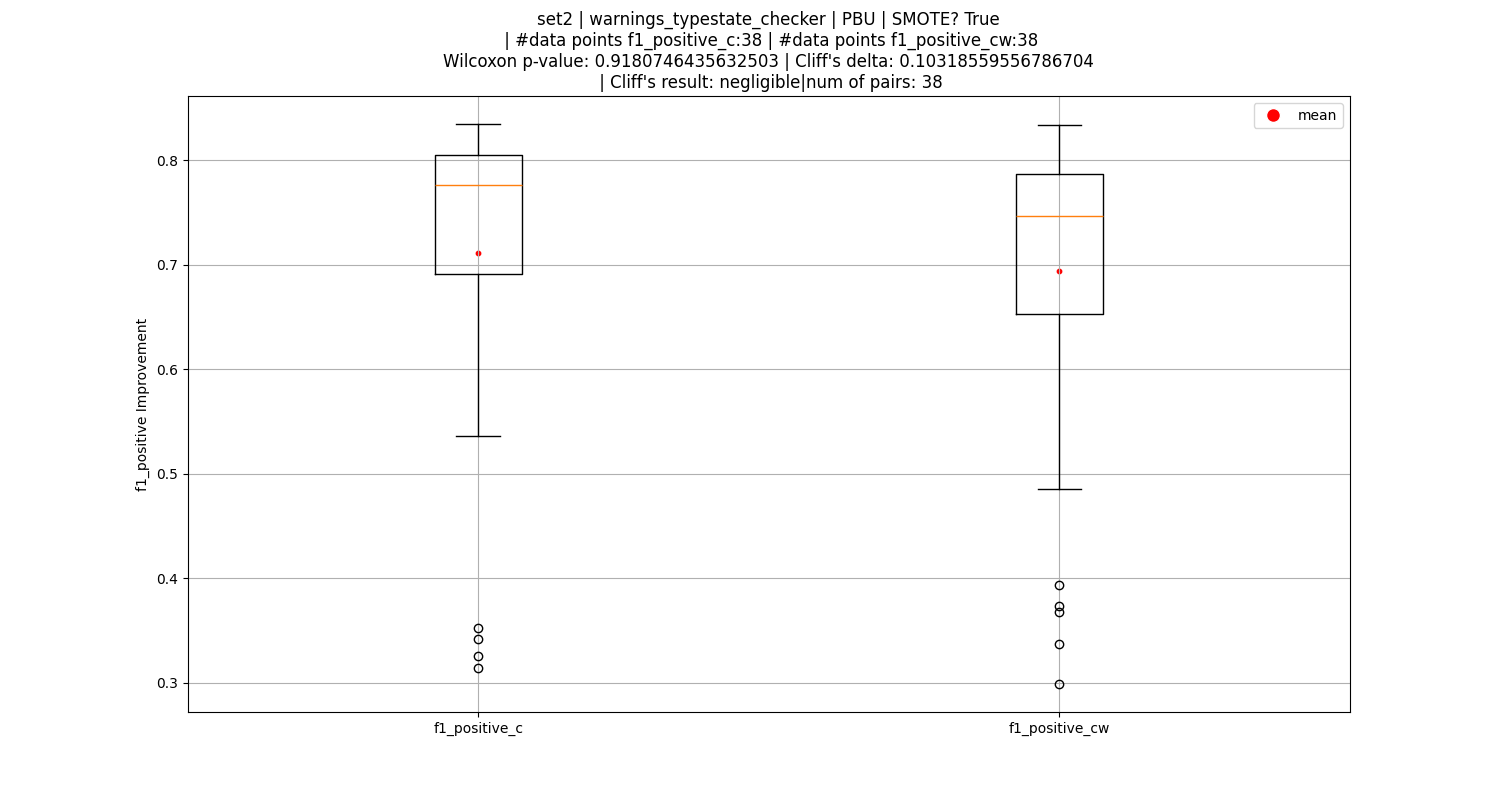 set2 | warnings_typestate_checker | PBU | SMOTE? True
| #data points f1_positive_c:38 | #data points f1_positive_cw:38
Wilcoxon p-value: 0.9180746435632503 | Cliff's delta: 0.10318559556786704
| Cliff's result: negligible|num of pairs: 38
mean
0.8
0.7
0.6
0.5
0.4
0.3
f1_positive Improvement
f1_positive_c
f1_positive_cw